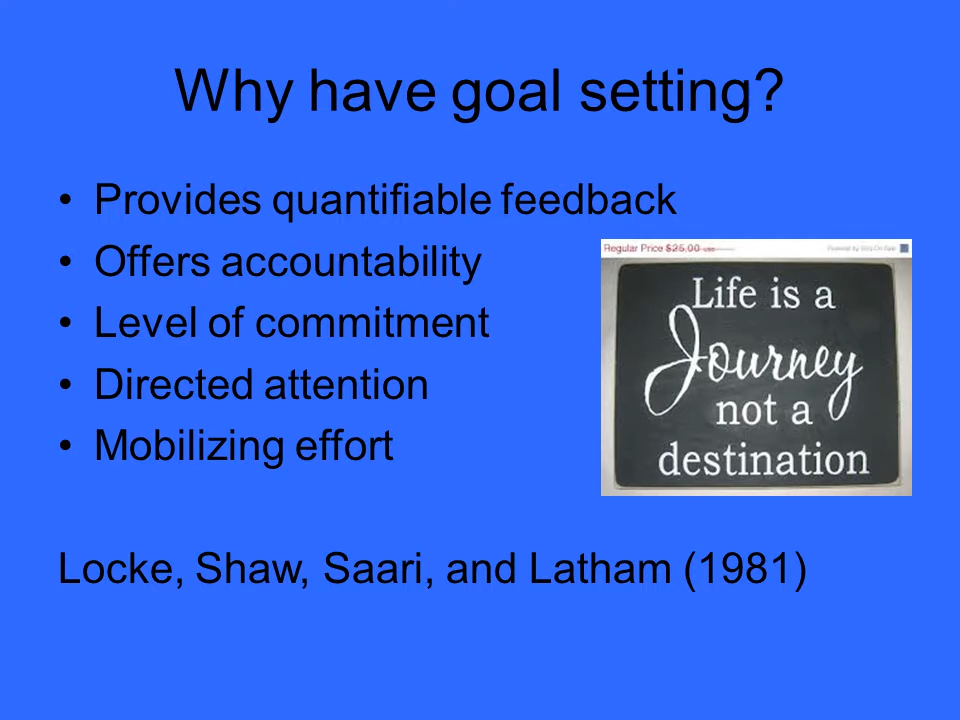 Why have goal setting?
• Provides quantifiable feedback
• Offers accountability
• Level of commitment
• Directed attention
• Mobilizing effort
Regular Price $25.00 USD
Life is a
Journey
not a
destination
Locke, Shaw, Saari, and Latham (1981)